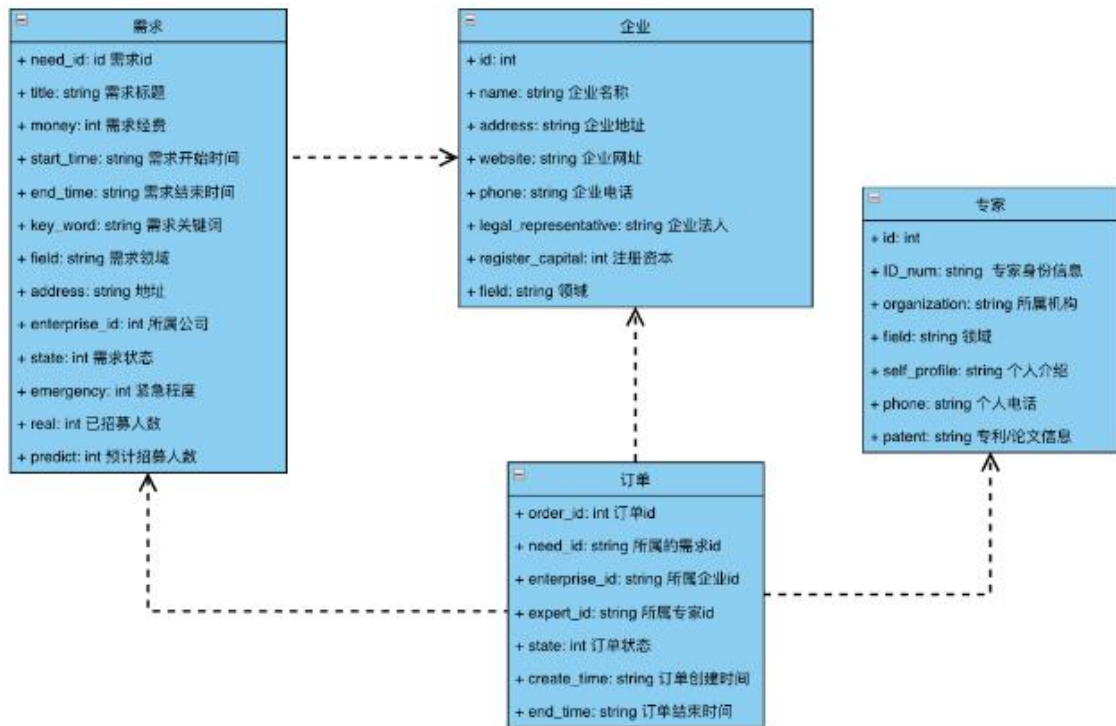 需求
+ need_id: id 需求id
+ title: string 需求标题
+ money: int 需求经费
+ start_time: string 需求开始时间
+ end_time: string 需求结束时间
+ key_word: string 需求关键词
+ field: string 需求领域
+ address: string 地址
+ enterprise_id: int 所属公司
+ state: int 需求状态
+ emergency: int 紧急程度
+ real: int 已招募人数
+ predict: int 预计招募人数
企业
+ id: int
+ name: string 企业名称
+ address: string 企业地址
+ website: string 企业网址
+ phone: string 企业电话
+ legal_representative: string 企业法人
+ register_capital: int 注册资本
+ field: string 领域
专家
+ id: int
+ ID_num: string 专家身份信息
+ organization: string 所属机构
+ field: string 领域
+ self_profile: string 个人介绍
+ phone: string 个人电话
+ patent: string 专利/论文信息
订单
+ order_id: int 订单id
+ need_id: string 所属的需求id
+ enterprise_id: string 所属企业id
+ expert_id: string 所属专家id
+ state: int 订单状态
+ create_time: string 订单创建时间
+ end_time: string 订单结束时间